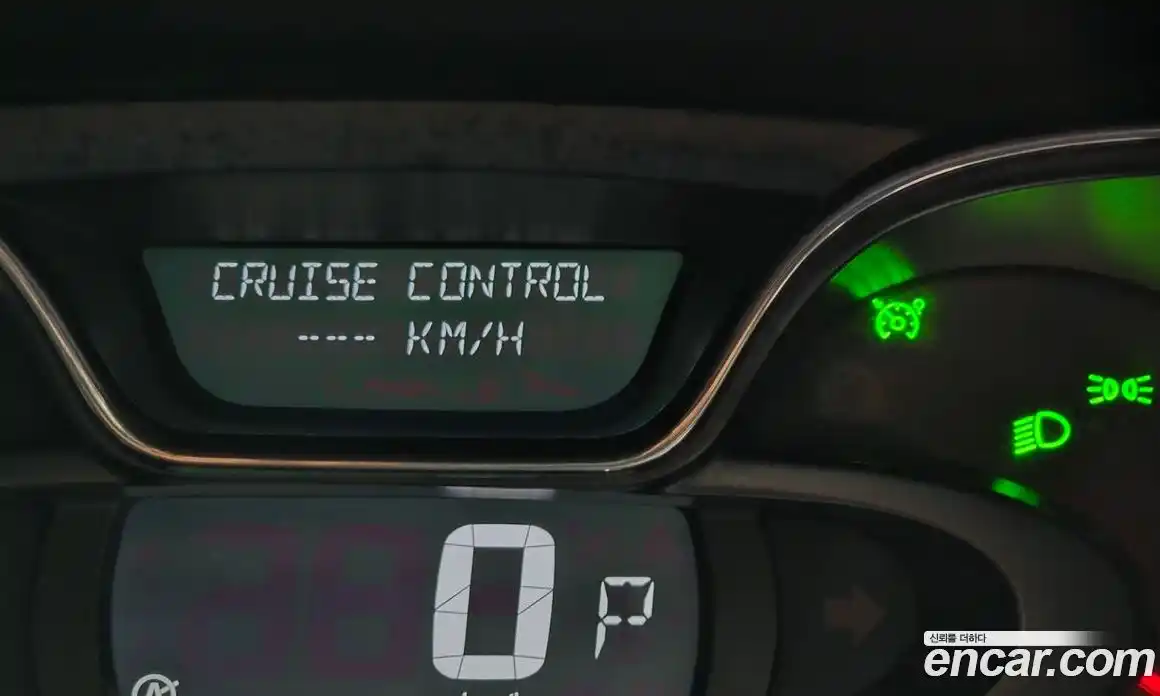 CRUISE CONTROL
--- KM/H
0 P
신뢰를 더하다
encar.com